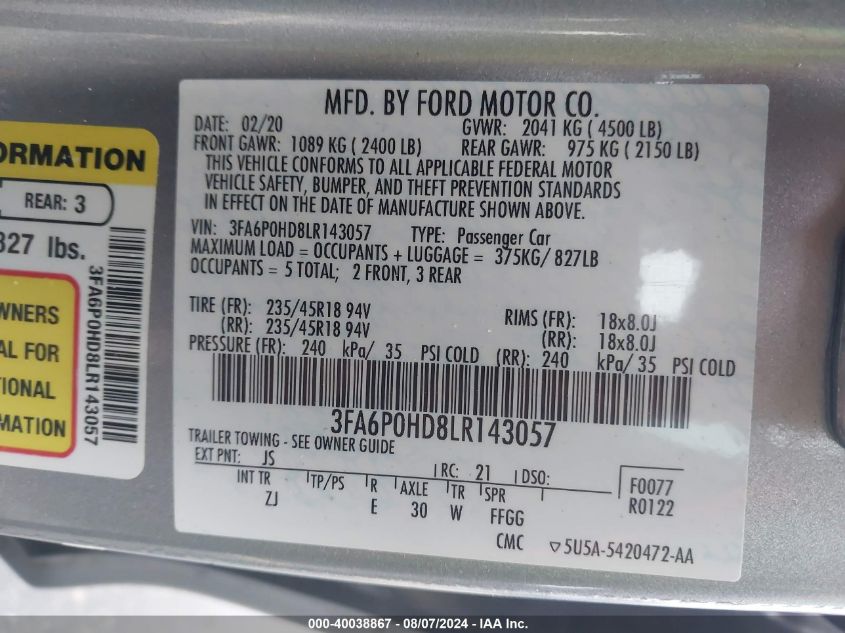 MFD. BY FORD MOTOR CO.
DATE: 02/20 GVWR: 2041 KG (4500 LB)
FRONT GAWR: 1089 KG (2400 LB) REAR GAWR: 975 KG (2150 LB)
THIS VEHICLE CONFORMS TO ALL APPLICABLE FEDERAL MOTOR
VEHICLE SAFETY, BUMPER, AND THEFT PREVENTION STANDARDS
IN EFFECT ON THE DATE OF MANUFACTURE SHOWN ABOVE.
VIN: 3FA6P0HD8LR143057 TYPE: Passenger Car
MAXIMUM LOAD = OCCUPANTS + LUGGAGE = 375KG/ 827LB
OCCUPANTS = 5 TOTAL; 2 FRONT, 3 REAR
TIRE (FR): 235/45R18 94V RIMS (FR): 18x8.0J
(RR): 235/45R18 94V (RR): 18x8.0J
PRESSURE (FR): 240 kPa/ 35 PSI COLD (RR): 240 kPa/ 35 PSI COLD
3FA6P0HD8LR143057
TRAILER TOWING - SEE OWNER GUIDE
EXT PNT: JS RC: 21 DSO:
INT TR TP/PS R AXLE TR SPR
ZJ E 30 W FFGG
F0077
R0122
CMC 5U5A-5420472-AA
ORMATION
REAR: 3
827 lbs.
WNERS
AL FOR
TIONAL
RMATION
3FA6P0HD8LR143057
000-40038867 - 08/07/2024 - IAAI Inc.